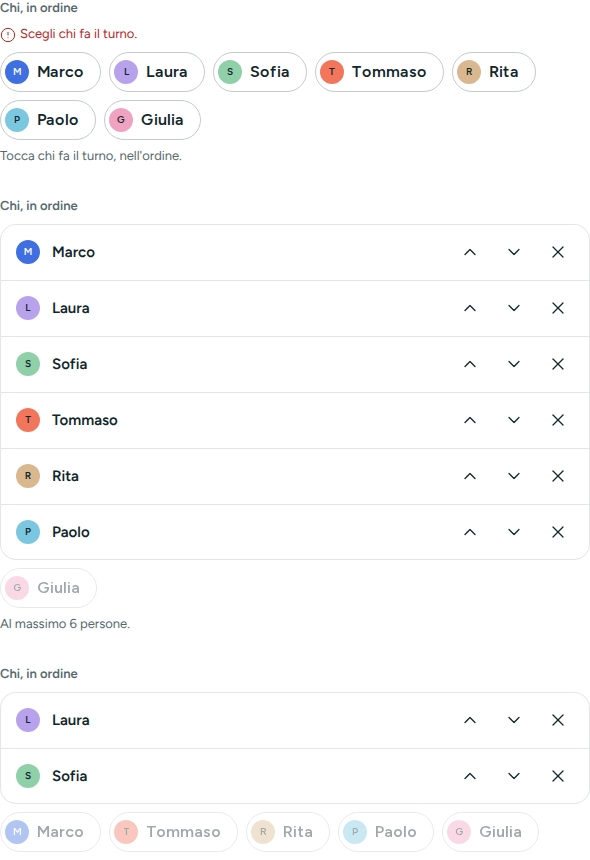 Chi, in ordine
Scegli chi fa il turno.
M Marco L Laura S Sofia T Tommaso R Rita
P Paolo G Giulia
Tocca chi fa il turno, nell'ordine.
Chi, in ordine
M Marco
L Laura
S Sofia
T Tommaso
R Rita
P Paolo
G Giulia
Al massimo 6 persone.
Chi, in ordine
L Laura
S Sofia
M Marco T Tommaso R Rita P Paolo G Giulia